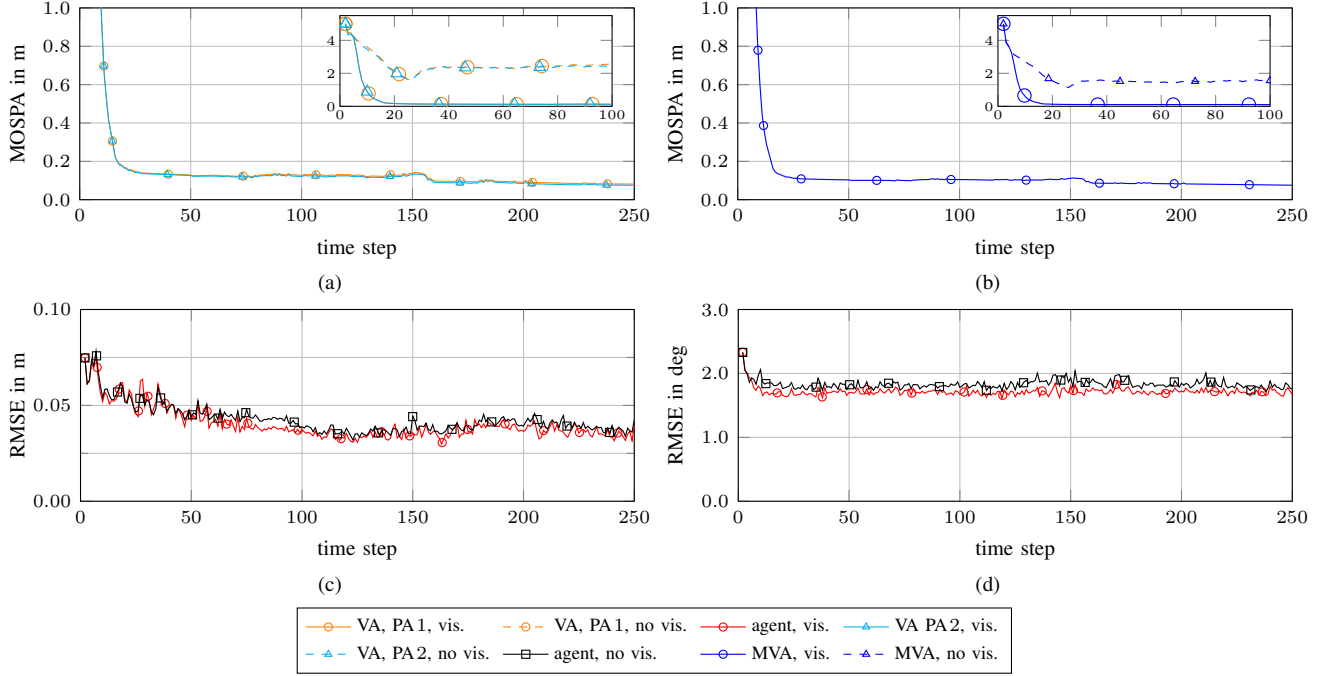 MOSPA in m
1.0
0.8
0.6
0.4
0.2
0.0
0 50 100 150 200 250
time step
(a)
4
2
0
0 20 40 60 80 100
MOSPA in m
1.0
0.8
0.6
0.4
0.2
0.0
0 50 100 150 200 250
time step
(b)
4
2
0
0 20 40 60 80 100
RMSE in m
0.10
0.05
0.00
0 50 100 150 200 250
time step
(c)
RMSE in deg
3.0
2.0
1.0
0.0
0 50 100 150 200 250
time step
(d)
VA, PA 1, vis. VA, PA 1, no vis. agent, vis. VA PA 2, vis.
VA, PA 2, no vis. agent, no vis. MVA, vis. MVA, no vis.